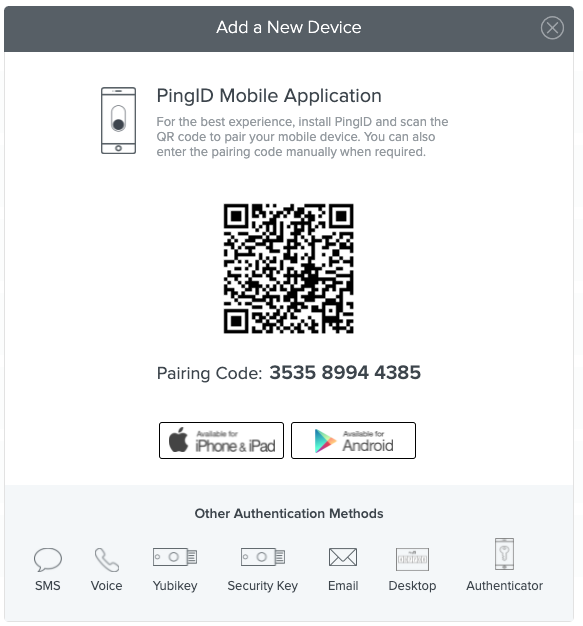 Add a New Device
PingID Mobile Application
For the best experience, install PingID and scan the
QR code to pair your mobile device. You can also
enter the pairing code manually when required.
Pairing Code: 3535 8994 4385
Available for
iPhone & iPad
Available for
Android
Other Authentication Methods
SMS Voice Yubikey Security Key Email Desktop Authenticator